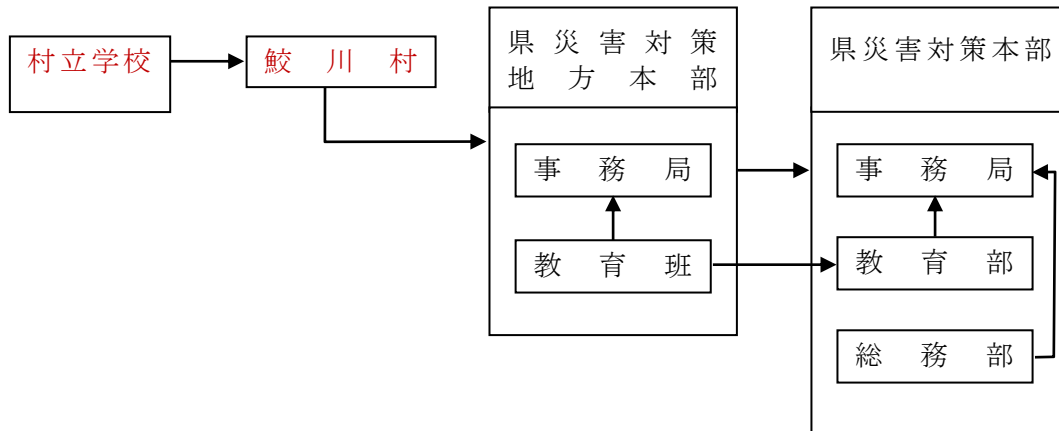 村立学校
鮫川村
県災害対策
地方本部
事務局
教育班
県災害対策本部
事務局
教育部
総務部